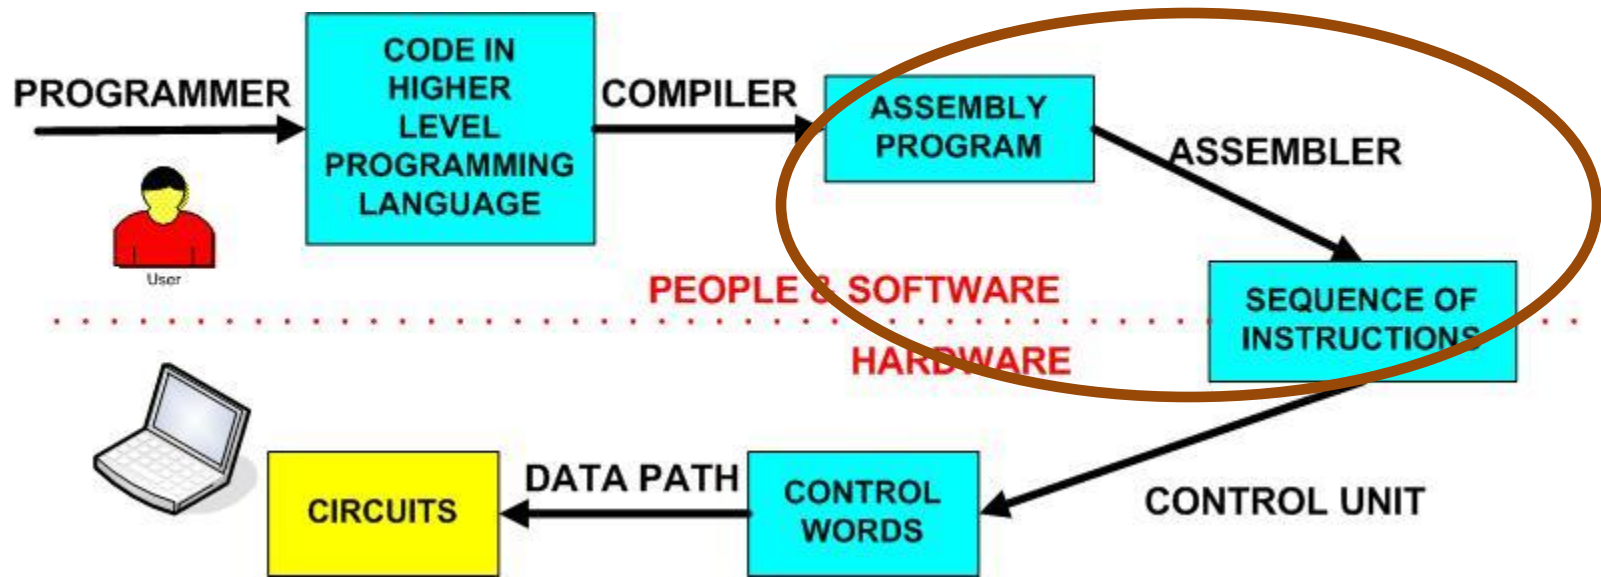 PROGRAMMER
CODE IN
HIGHER
LEVEL
PROGRAMMING
LANGUAGE
COMPILER
ASSEMBLY
PROGRAM
ASSEMBLER
User
PEOPLE & SOFTWARE
HARDWARE
SEQUENCE OF
INSTRUCTIONS
CONTROL UNIT
CONTROL
WORDS
DATA PATH
CIRCUITS